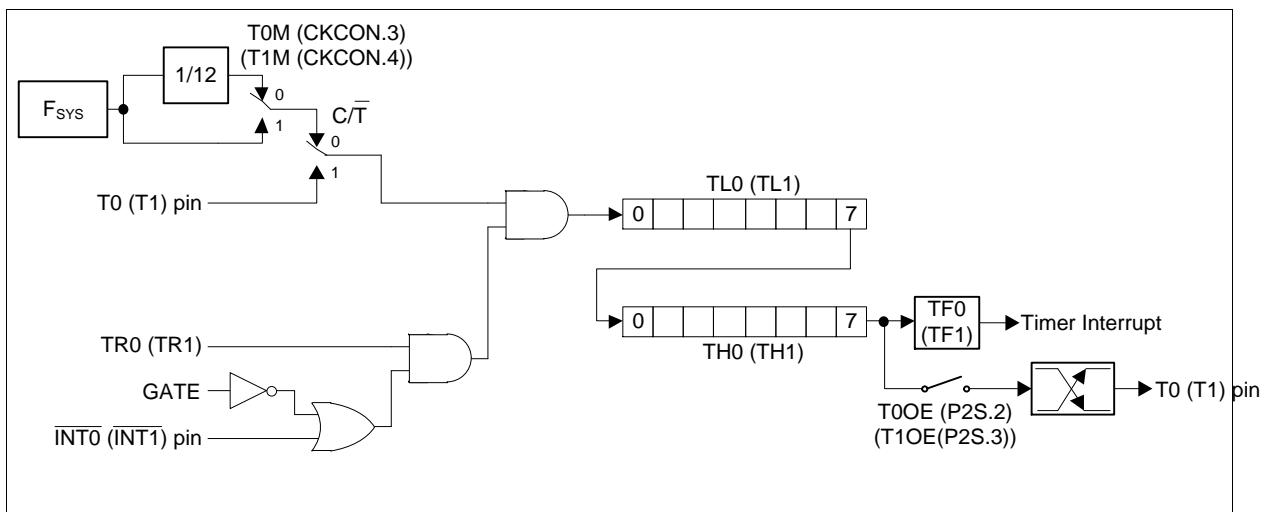 T0M (CKCON.3)
(T1M (CKCON.4))
1/12
FSYS
0
1
C/T̅
0
1
T0 (T1) pin
TL0 (TL1)
0
7
0
7
TH0 (TH1)
TF0
(TF1)
Timer Interrupt
TR0 (TR1)
GATE
I̅N̅T̅0̅ (I̅N̅T̅1̅) pin
T0OE (P2S.2)
(T1OE(P2S.3))
T0 (T1) pin